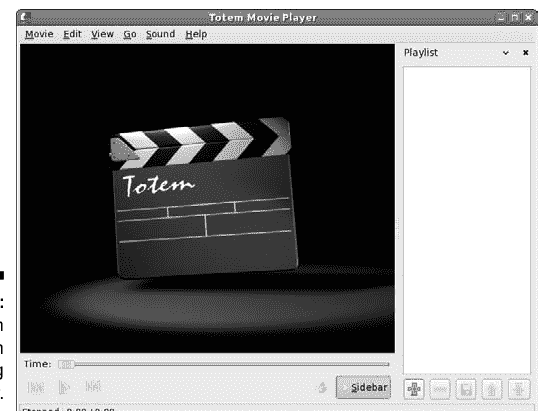 Totem Movie Player
Movie Edit View Go Sound Help
Playlist
Totem
Time:
Sidebar